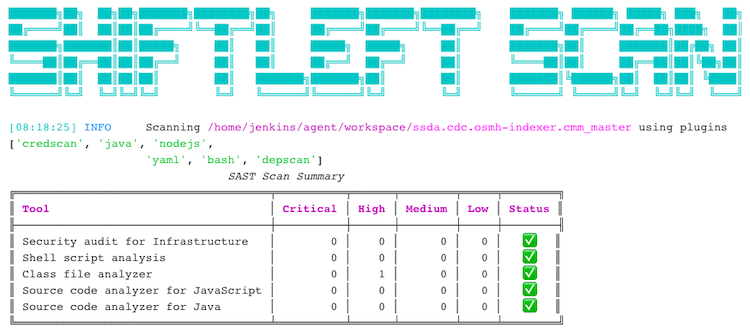 SHIFTLEFT SCAN
[08:18:25] INFO Scanning /home/jenkins/agent/workspace/ssda.cdc.osmh-indexer.cmm_master using plugins
['credscan', 'java', 'nodejs',
'yaml', 'bash', 'depscan']
SAST Scan Summary
Tool Critical High Medium Low Status
Security audit for Infrastructure 0 0 0 0 ✅
Shell script analysis 0 0 0 0 ✅
Class file analyzer 0 1 0 0 ✅
Source code analyzer for JavaScript 0 0 0 0 ✅
Source code analyzer for Java 0 0 0 0 ✅